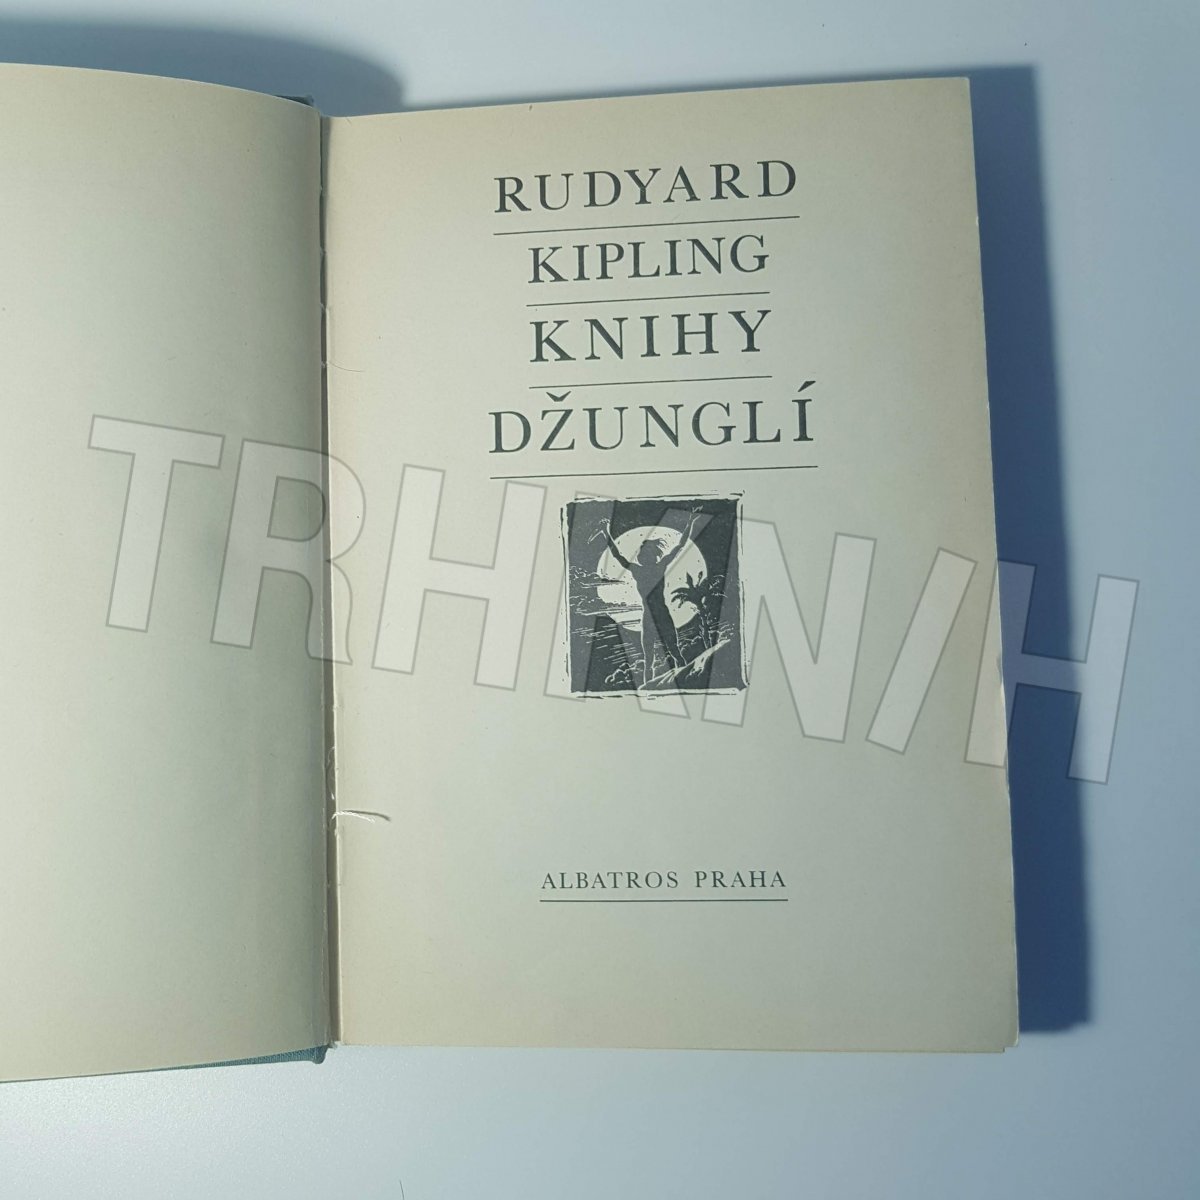 RUDYARD
KIPLING
KNIHY
DŽUNGLÍ
TRHKNIH
ALBATROS PRAHA